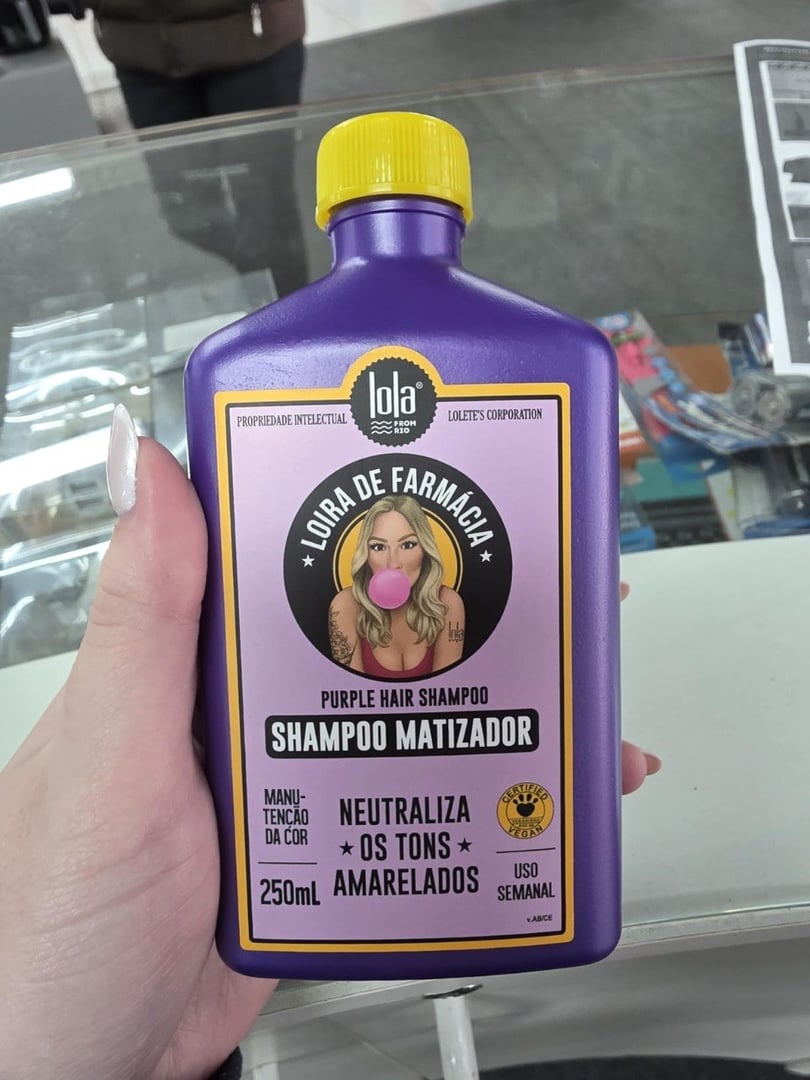 lola®
FROM
RIO
PROPRIEDADE INTELECTUAL
LOLETE'S CORPORATION
LOIRA DE FARMÁCIA
lola
PURPLE HAIR SHAMPOO
SHAMPOO MATIZADOR
MANU-
TENÇÃO
DA COR
250mL
NEUTRALIZA
OS TONS
AMARELADOS
CERTIFIED
VEGAN
USO
SEMANAL
v.AB/CE